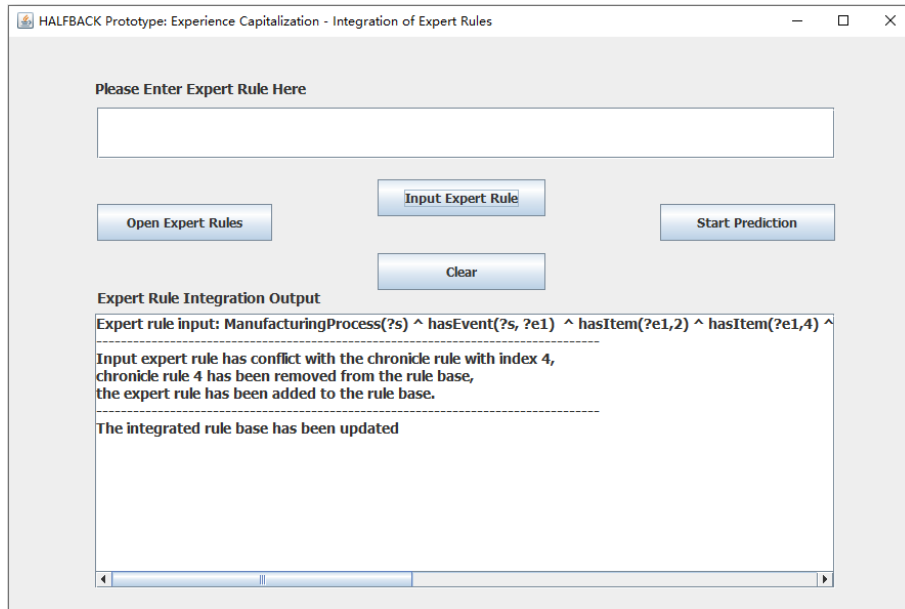 HALFBACK Prototype: Experience Capitalization - Integration of Expert Rules
Please Enter Expert Rule Here
Input Expert Rule
Open Expert Rules
Start Prediction
Clear
Expert Rule Integration Output
Expert rule input: ManufacturingProcess(?s) ^ hasEvent(?s, ?e1)  ^ hasItem(?e1,2) ^ hasItem(?e1,4) ^
------------------------------------------------------------------------------------
Input expert rule has conflict with the chronicle rule with index 4,
chronicle rule 4 has been removed from the rule base,
the expert rule has been added to the rule base.
------------------------------------------------------------------------------------
The integrated rule base has been updated